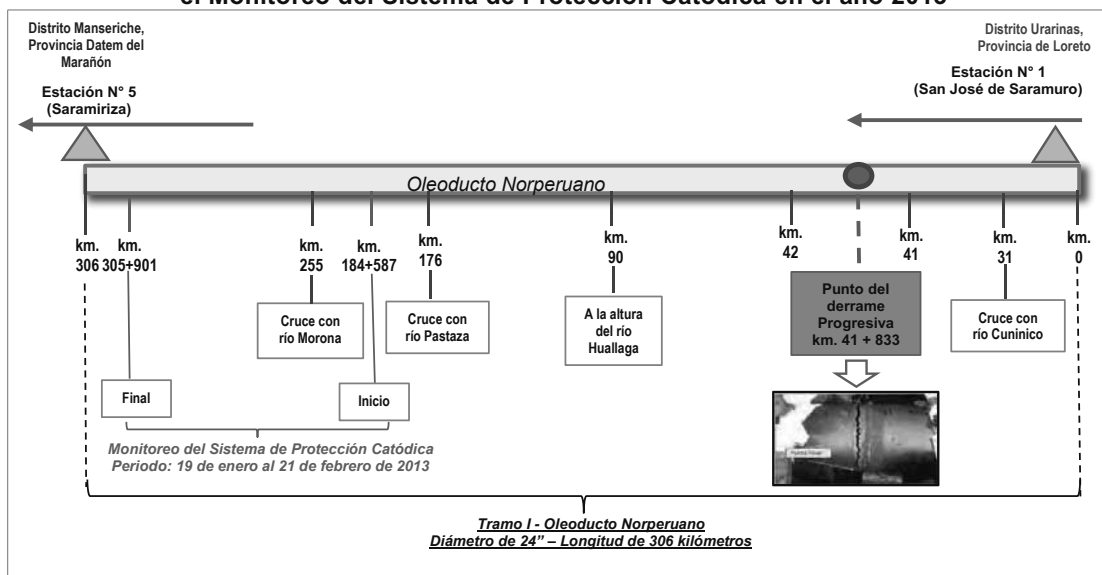 el Monitoreo del Sistema de Protección Catódica en el año 2013
Distrito Manseriche,
Provincia Datem del
Marañón
Estación N° 5
(Saramiriza)
Distrito Urarinas,
Provincia de Loreto
Estación N° 1
(San José de Saramuro)
Oleoducto Norperuano
km.
306
km.
305+901
km.
255
km.
184+587
km.
176
km.
90
km.
42
km.
41
km.
31
km.
0
Cruce con
río Morona
Cruce con
río Pastaza
A la altura
del río
Huallaga
Punto del
derrame
Progresiva
km. 41 + 833
Cruce con
río Cuninico
Final
Inicio
Monitoreo del Sistema de Protección Catódica
Periodo: 19 de enero al 21 de febrero de 2013
Tramo I - Oleoducto Norperuano
Diámetro de 24” – Longitud de 306 kilómetros